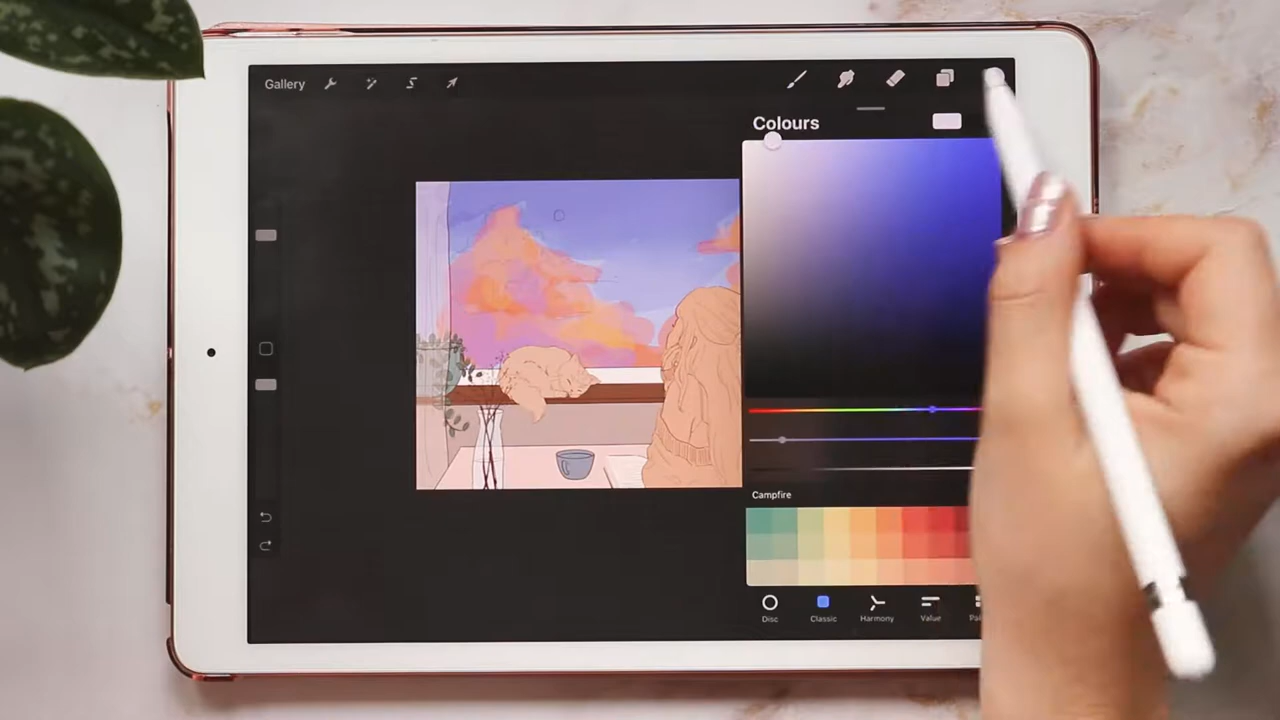 Gallery
Colours
Campfire
Disc
Classic
Harmony
Value